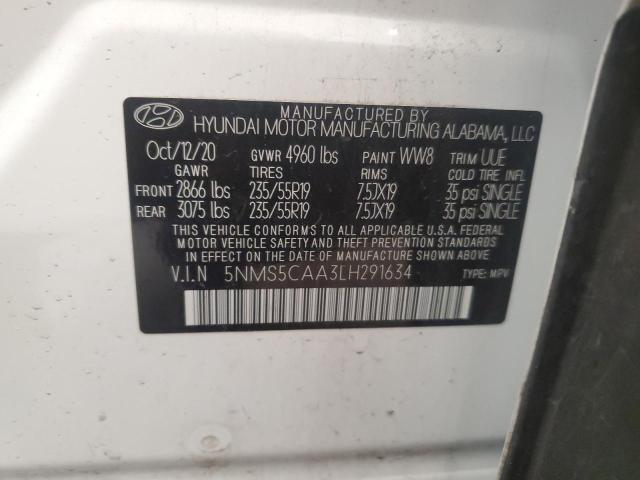 MANUFACTURED BY
HYUNDAI MOTOR MANUFACTURING ALABAMA, LLC
Oct/12/20 GVWR 4960 lbs PAINT WW8 TRIM UUE
GAWR TIRES RIMS COLD TIRE INFL
FRONT 2866 lbs 235/55R19 7.5JX19 35 psi SINGLE
REAR 3075 lbs 235/55R19 7.5JX19 35 psi SINGLE
THIS VEHICLE CONFORMS TO ALL APPLICABLE U.S.A. FEDERAL
MOTOR VEHICLE SAFETY AND THEFT PREVENTION
STANDARDS IN EFFECT ON THE DATE OF MANUFACTURE SHOWN ABOVE
V.I.N 5NMS5CAA3LH291634 TYPE: MPV